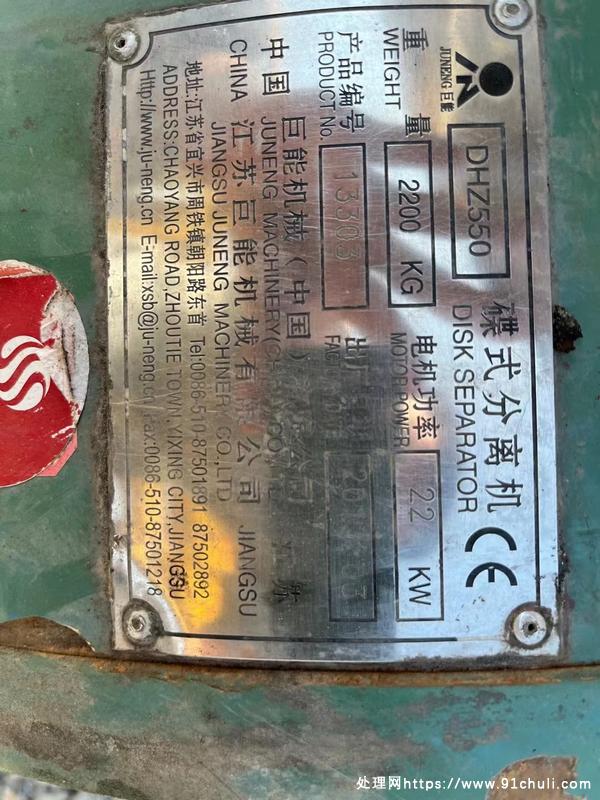 JUNENG 巨能
DHZ550 碟式分离机
DISK SEPARATOR
CE
重量 2200 KG 电机功率 22 KW
WEIGHT MOTOR POWER
产品编号 13303
PRODUCT No.
中国 巨能机械(中国) 公司
CHINA JUNENG MACHINERY
江苏巨能机械有 公司 JIANGSU
JIANGSU JUNENG MACHINER CO.,LTD
地址:江苏省宜兴市周铁镇朝阳路东首 Tel:0086-510-87501891 87502892
ADDRESS:CHAOYANG ROAD,ZHOUTIE TOWN,YIXING CITY,JIANGSU
Http://www.ju-neng.cn E-mail:xsb@ju-neng.cn Fax:0086-510-87501218
处理网https://www.91chuli.com